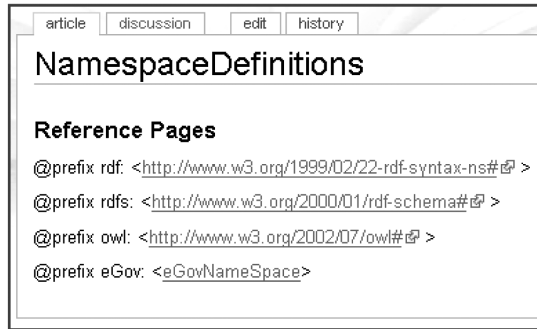 article discussion edit history
NamespaceDefinitions
Reference Pages
@prefix rdf: <http://www.w3.org/1999/02/22-rdf-syntax-ns# >
@prefix rdfs: <http://www.w3.org/2000/01/rdf-schema# >
@prefix owl: <http://www.w3.org/2002/07/owl# >
@prefix eGov: <eGovNameSpace>